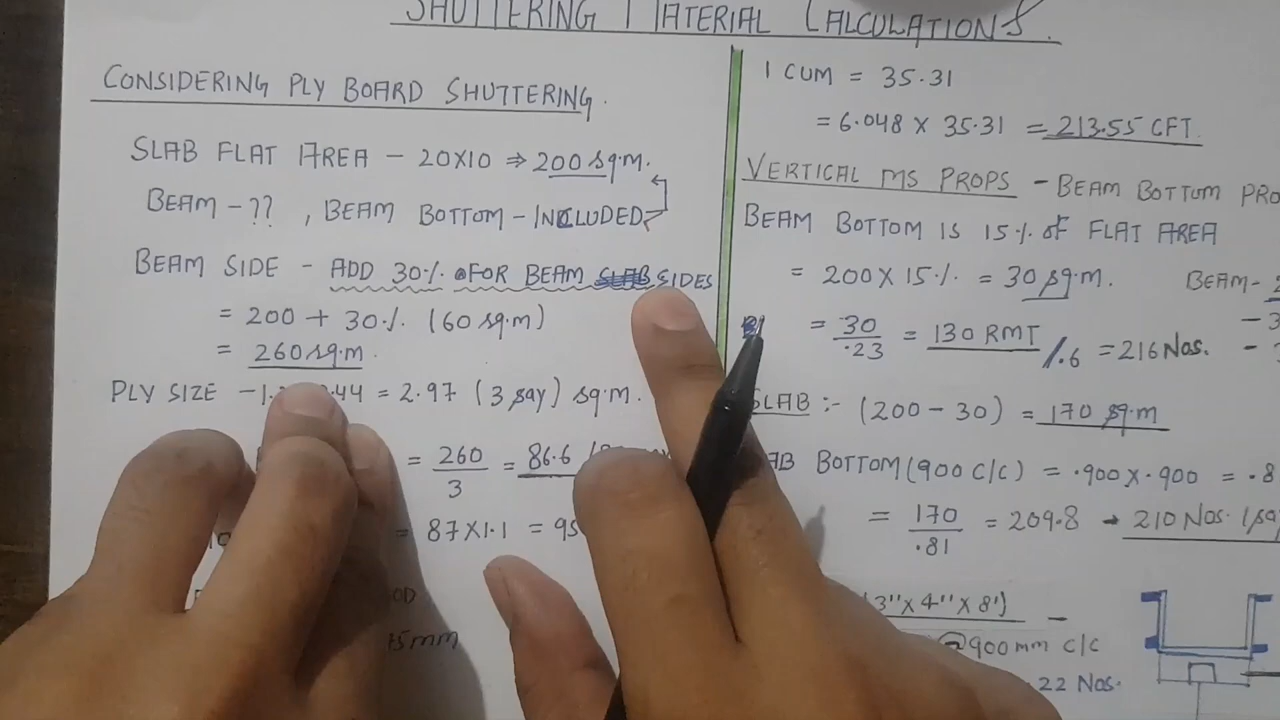 SHUTTERING MATERIAL CALCULATIONS.
CONSIDERING PLY BOARD SHUTTERING.
SLAB FLAT AREA - 20X10 ⇒ 200 sq.m.
BEAM - ?? , BEAM BOTTOM - INCLUDED
BEAM SIDE - ADD 30% FOR BEAM SIDES
= 200 + 30% (60 sq.m)
= 260 sq.m.
PLY SIZE - 1. .44 = 2.97 (3 say) sq.m.
= 260/3 = 86.6
= 87X1.1 = 95
75mm
1 CUM = 35.31
= 6.048 X 35.31 = 213.55 CFT.
VERTICAL MS PROPS - BEAM BOTTOM PRO
BEAM BOTTOM IS 15% of FLAT AREA
= 200 X 15% = 30 sq.m.
BEAM -
= 30/.23 = 130 RMT /.6 = 216 Nos.
SLAB :- (200 - 30) = 170 sq.m
AB BOTTOM (900 C/C) = .900 X .900 = .8
= 170/.81 = 209.8 → 210 Nos.
3" X 4" X 8')
@900 mm C/C
22 Nos.